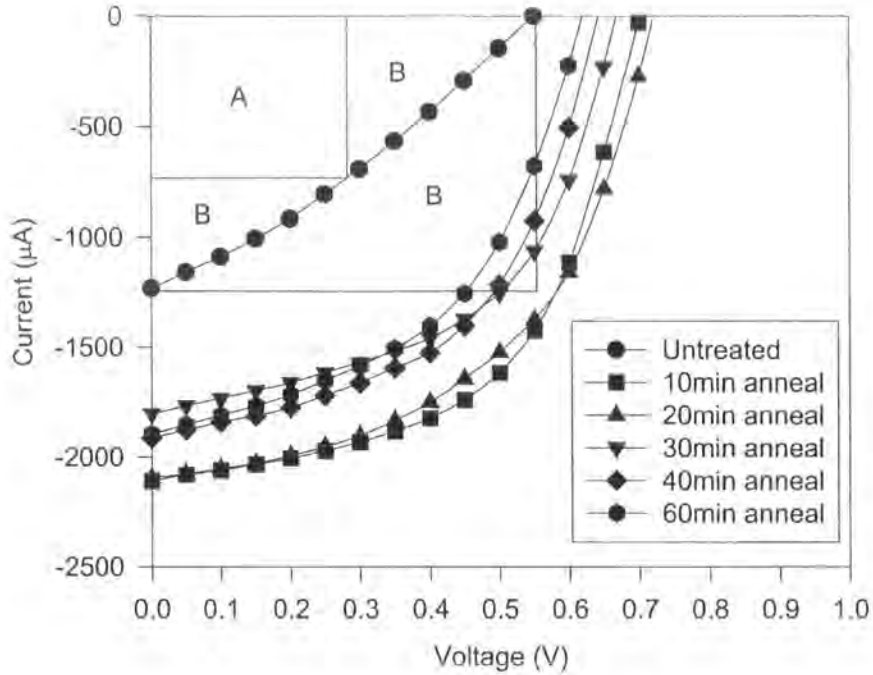 0
-500
-1000
-1500
-2000
-2500
Current (μA)
A
B
B
B
Untreated
10min anneal
20min anneal
30min anneal
40min anneal
60min anneal
0.0 0.1 0.2 0.3 0.4 0.5 0.6 0.7 0.8 0.9 1.0
Voltage (V)